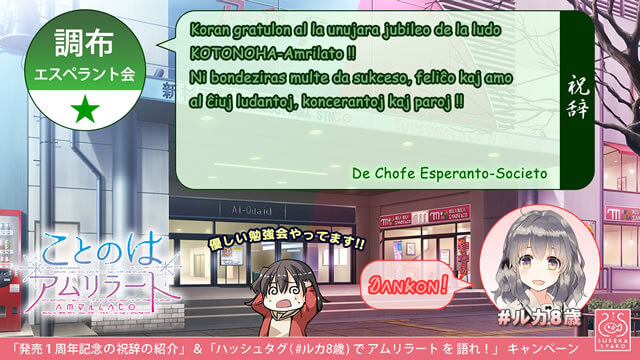 調布
エスペラント会
Koran gratulon al la unujara jubileo de la ludo
KOTONOHA-Amrilato !!
Ni bondeziras multe da sukceso, feliĉo kaj amo
al ĉiuj ludantoj, koncerantoj kaj paroj !!
De Chofe Esperanto-Societo
祝辞
Al-Quaid
優しい勉強会やってます!!
Dankon!
#ルカ8歳
ことのは
アムリラート
SUKERA
SPARO
「発売1周年記念の祝辞の紹介」&「ハッシュタグ(#ルカ8歳)でアムリラートを語れ!」キャンペーン